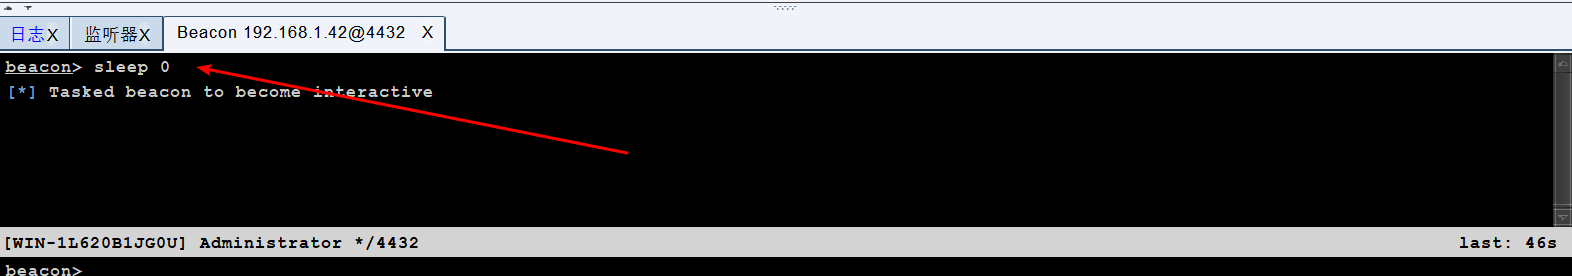 日志X 监听器X Beacon 192.168.1.42@4432 X
beacon> sleep 0
[*] Tasked beacon to become interactive
[WIN-1L620B1JG0U] Administrator */4432 last: 46s
beacon>